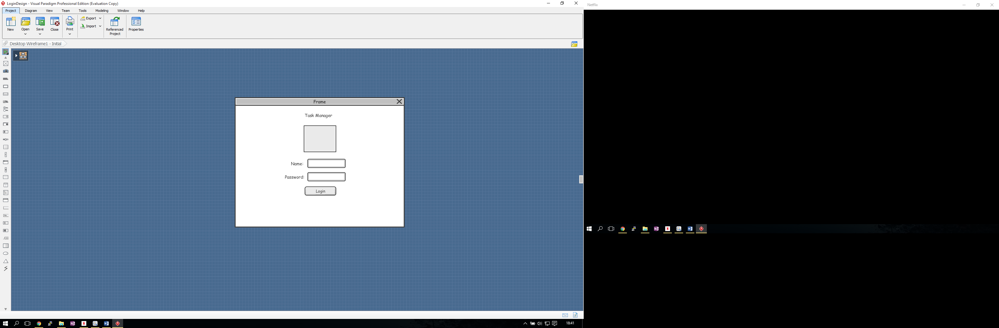 LoginDesign - Visual Paradigm Professional Edition (Evaluation Copy)
Project Diagram View Team Tools Modeling Window Help
New Open Save Close Print Export Import Referenced Project Properties
Desktop Wireframe1 - Initial
Frame
Task Manager
Name:
Password:
Login
18:41
Netflix